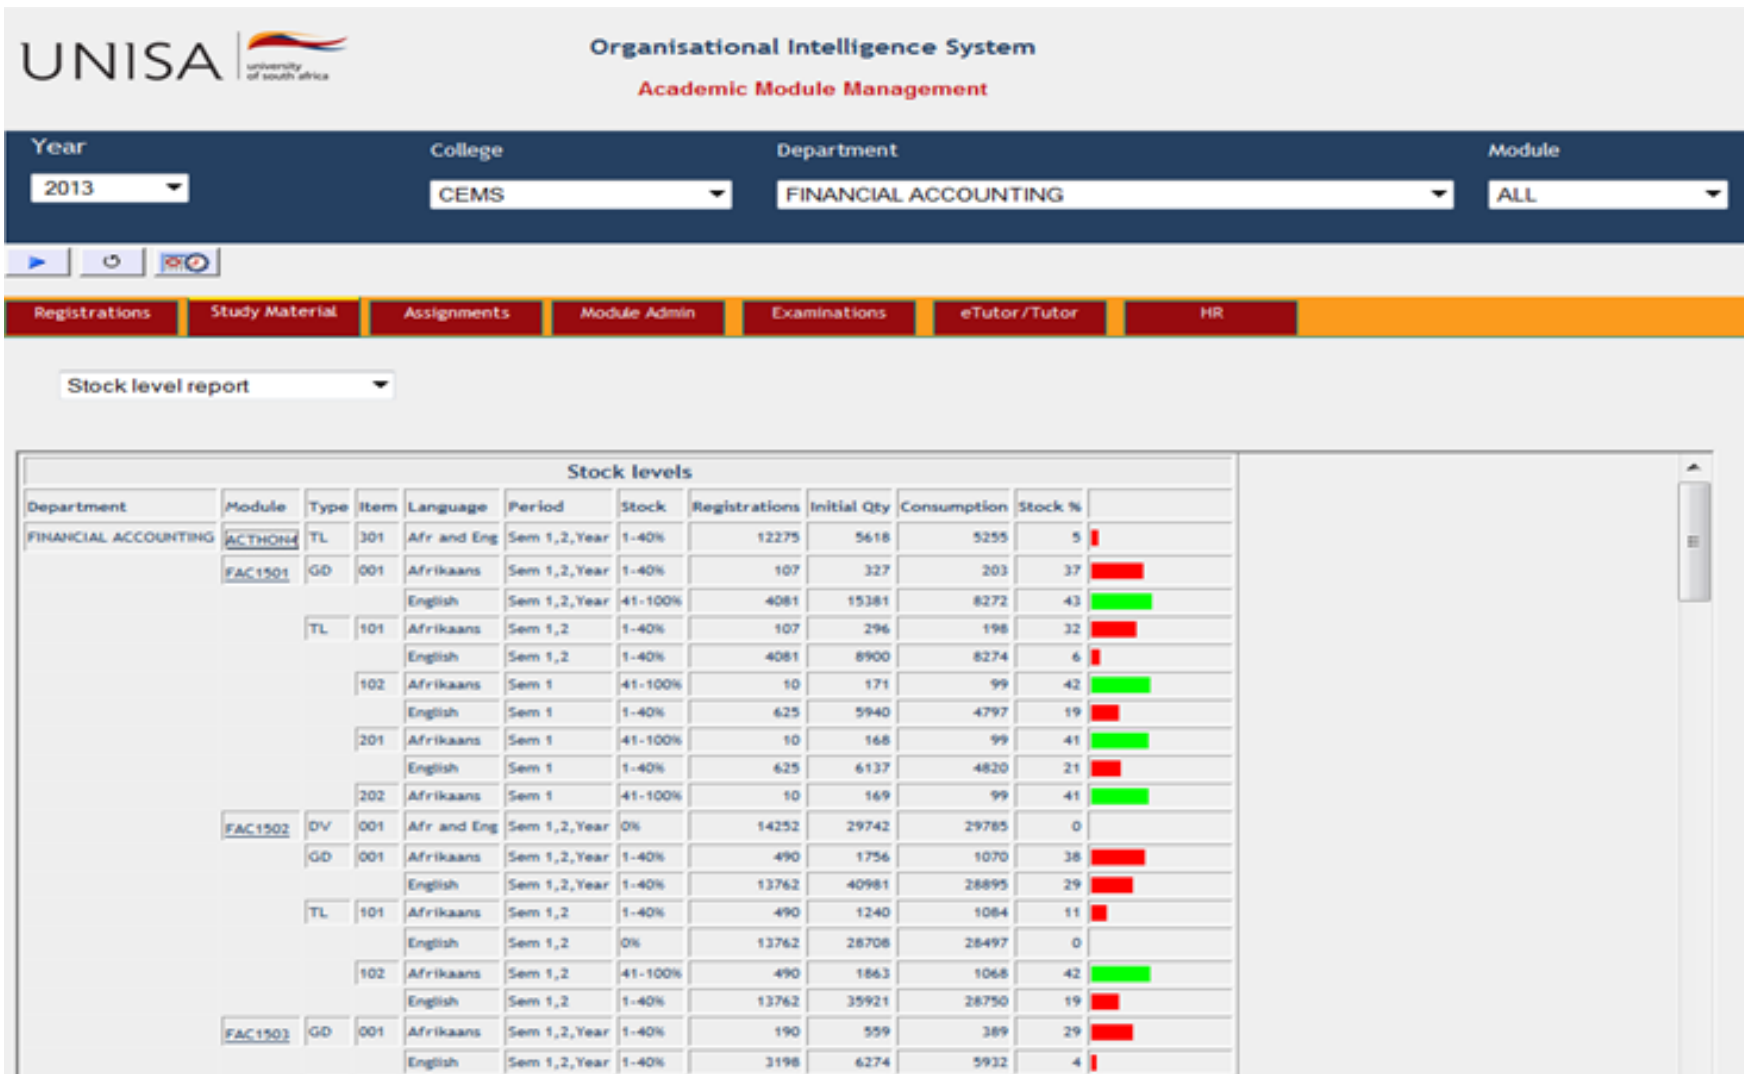 UNISA university of south africa
Organisational Intelligence System
Academic Module Management
Year College Department Module
2013 CEMS FINANCIAL ACCOUNTING ALL
Registrations Study Material Assignments Module Admin Examinations eTutor/Tutor HR
Stock level report
Stock levels
Department Module Type Item Language Period Stock Registrations Initial Qty Consumption Stock %
FINANCIAL ACCOUNTING ACTHON4 TL 301 Afr and Eng Sem 1,2,Year 1-40% 12275 5618 5255 5
FAC1501 GD 001 Afrikaans Sem 1,2,Year 1-40% 107 327 203 37
English Sem 1,2,Year 41-100% 4081 15381 8272 43
TL 101 Afrikaans Sem 1,2 1-40% 107 296 198 32
English Sem 1,2 1-40% 4081 8900 8274 6
102 Afrikaans Sem 1 41-100% 10 171 99 42
English Sem 1 1-40% 625 5940 4797 19
201 Afrikaans Sem 1 41-100% 10 168 99 41
English Sem 1 1-40% 625 6137 4820 21
202 Afrikaans Sem 1 41-100% 10 169 99 41
FAC1502 DV 001 Afr and Eng Sem 1,2,Year 0% 14252 29742 29785 0
GD 001 Afrikaans Sem 1,2,Year 1-40% 490 1756 1070 38
English Sem 1,2,Year 1-40% 13762 40981 28895 29
TL 101 Afrikaans Sem 1,2 1-40% 490 1240 1084 11
English Sem 1,2 0% 13762 28708 28497 0
102 Afrikaans Sem 1,2 41-100% 490 1863 1068 42
English Sem 1,2 1-40% 13762 35921 28750 19
FAC1503 GD 001 Afrikaans Sem 1,2,Year 1-40% 190 559 389 29
English Sem 1,2,Year 1-40% 3198 6274 5932 4